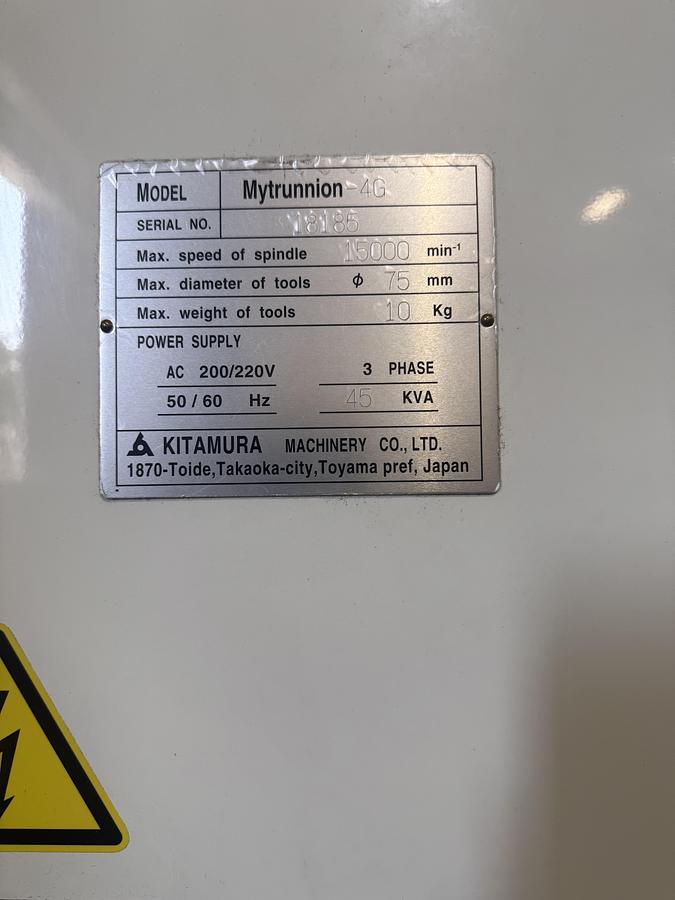 MODEL Mytrunnion-4G
SERIAL NO. 18185
Max. speed of spindle 15000 min-1
Max. diameter of tools ϕ 75 mm
Max. weight of tools 10 Kg
POWER SUPPLY
AC 200/220V 3 PHASE
50/60 Hz 45 KVA
KITAMURA MACHINERY CO., LTD.
1870-Toide,Takaoka-city,Toyama pref, Japan